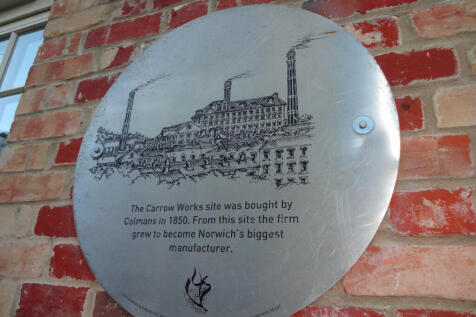 The Carrow Works site was bought by
Colmans in 1850. From this site the firm
grew to become Norwich's biggest
manufacturer.